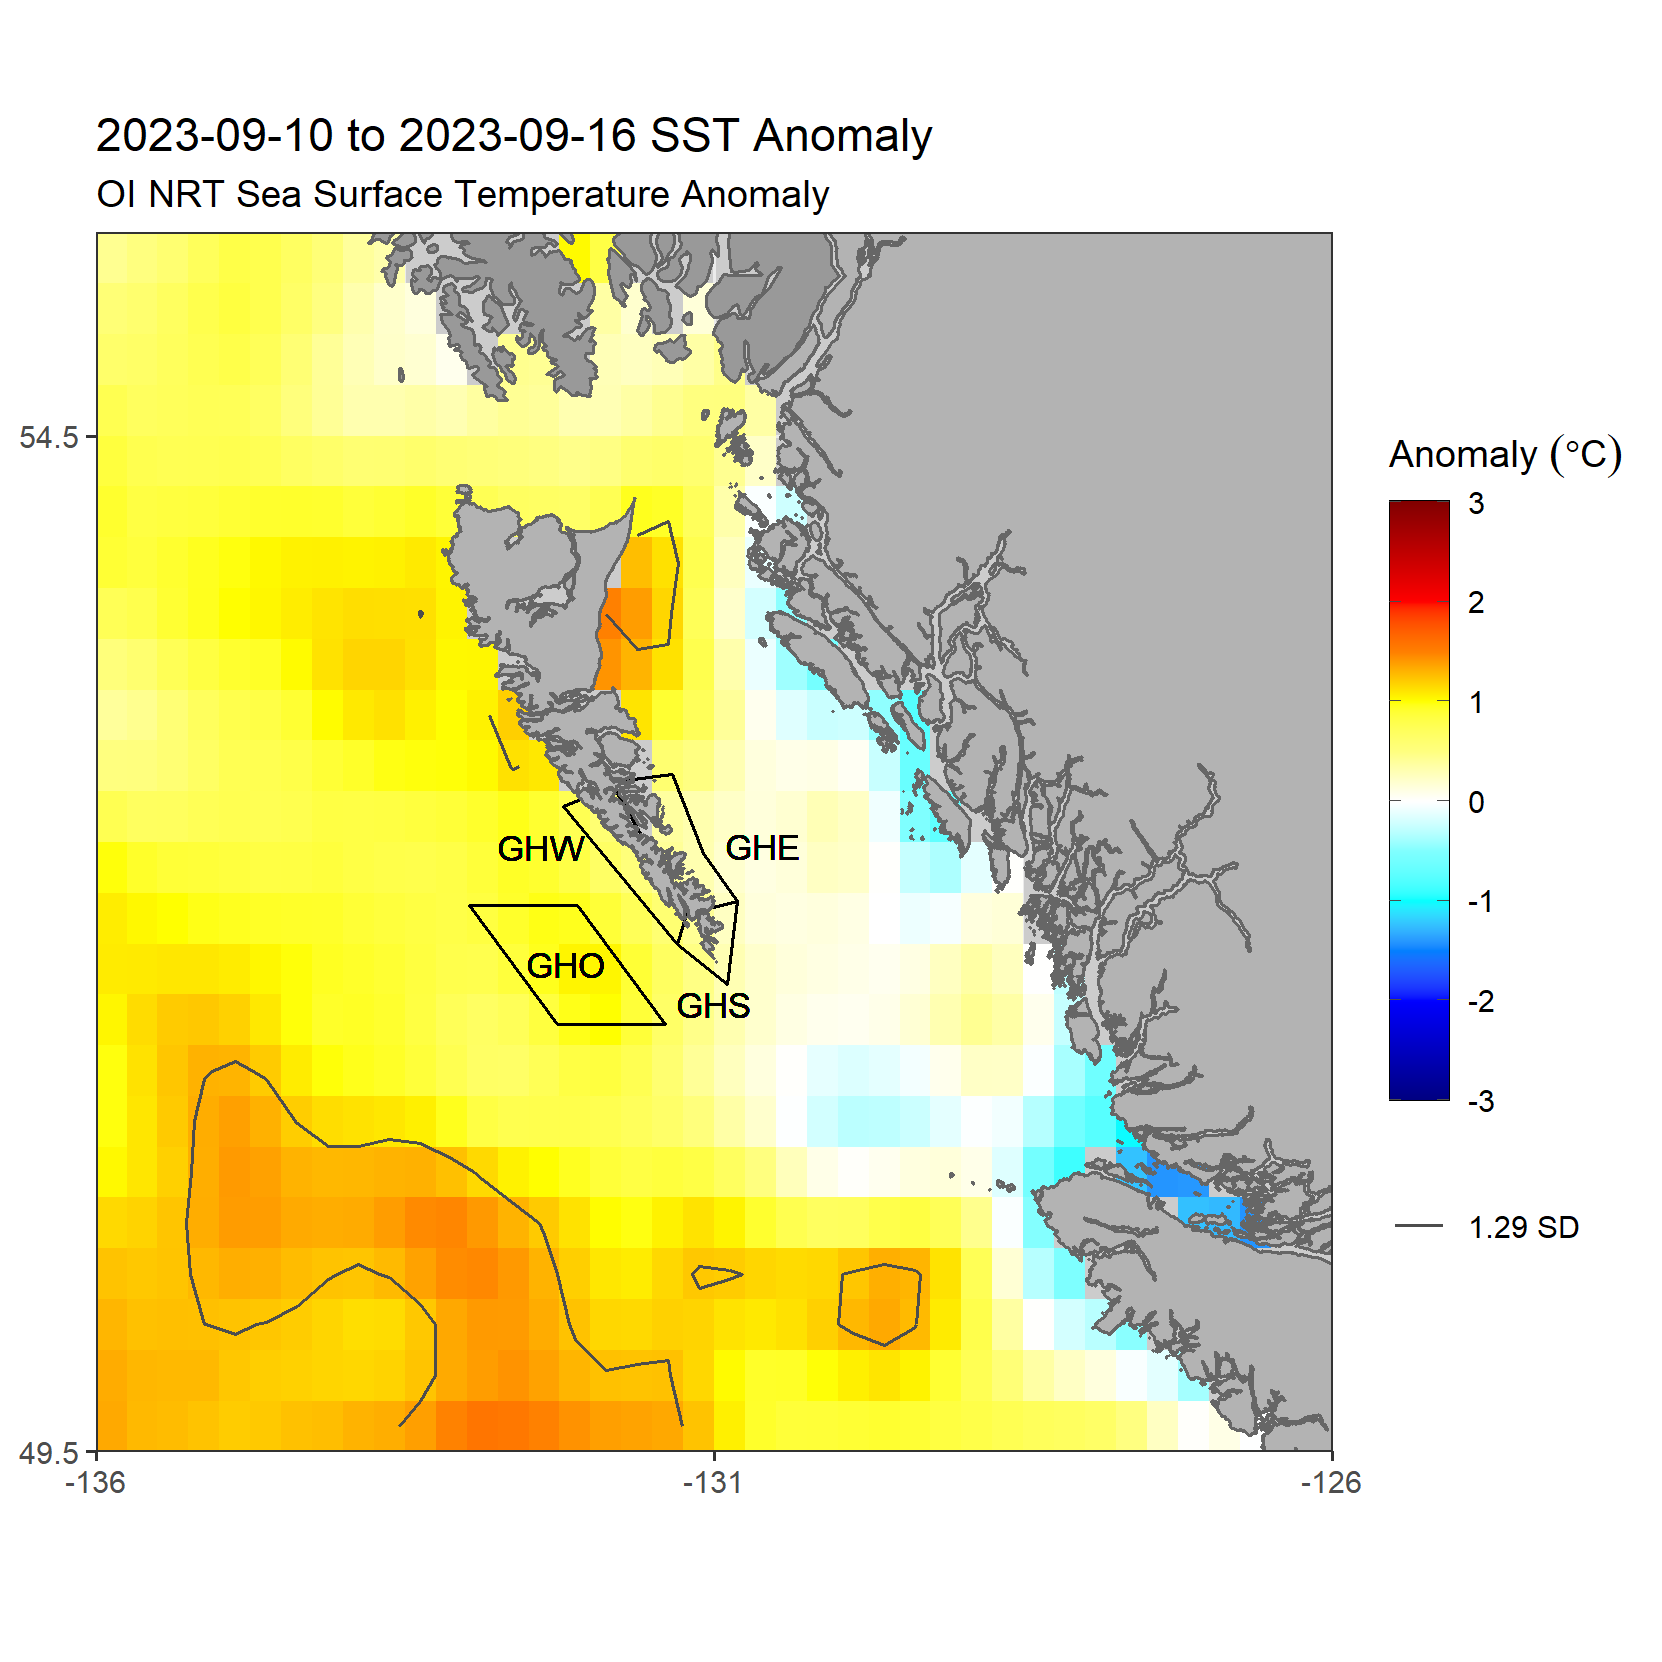 2023-09-10 to 2023-09-16 SST Anomaly
OI NRT Sea Surface Temperature Anomaly
54.5
49.5
-136
-131
-126
GHW
GHE
GHO
GHS
Anomaly (°C)
3
2
1
0
-1
-2
-3
1.29 SD